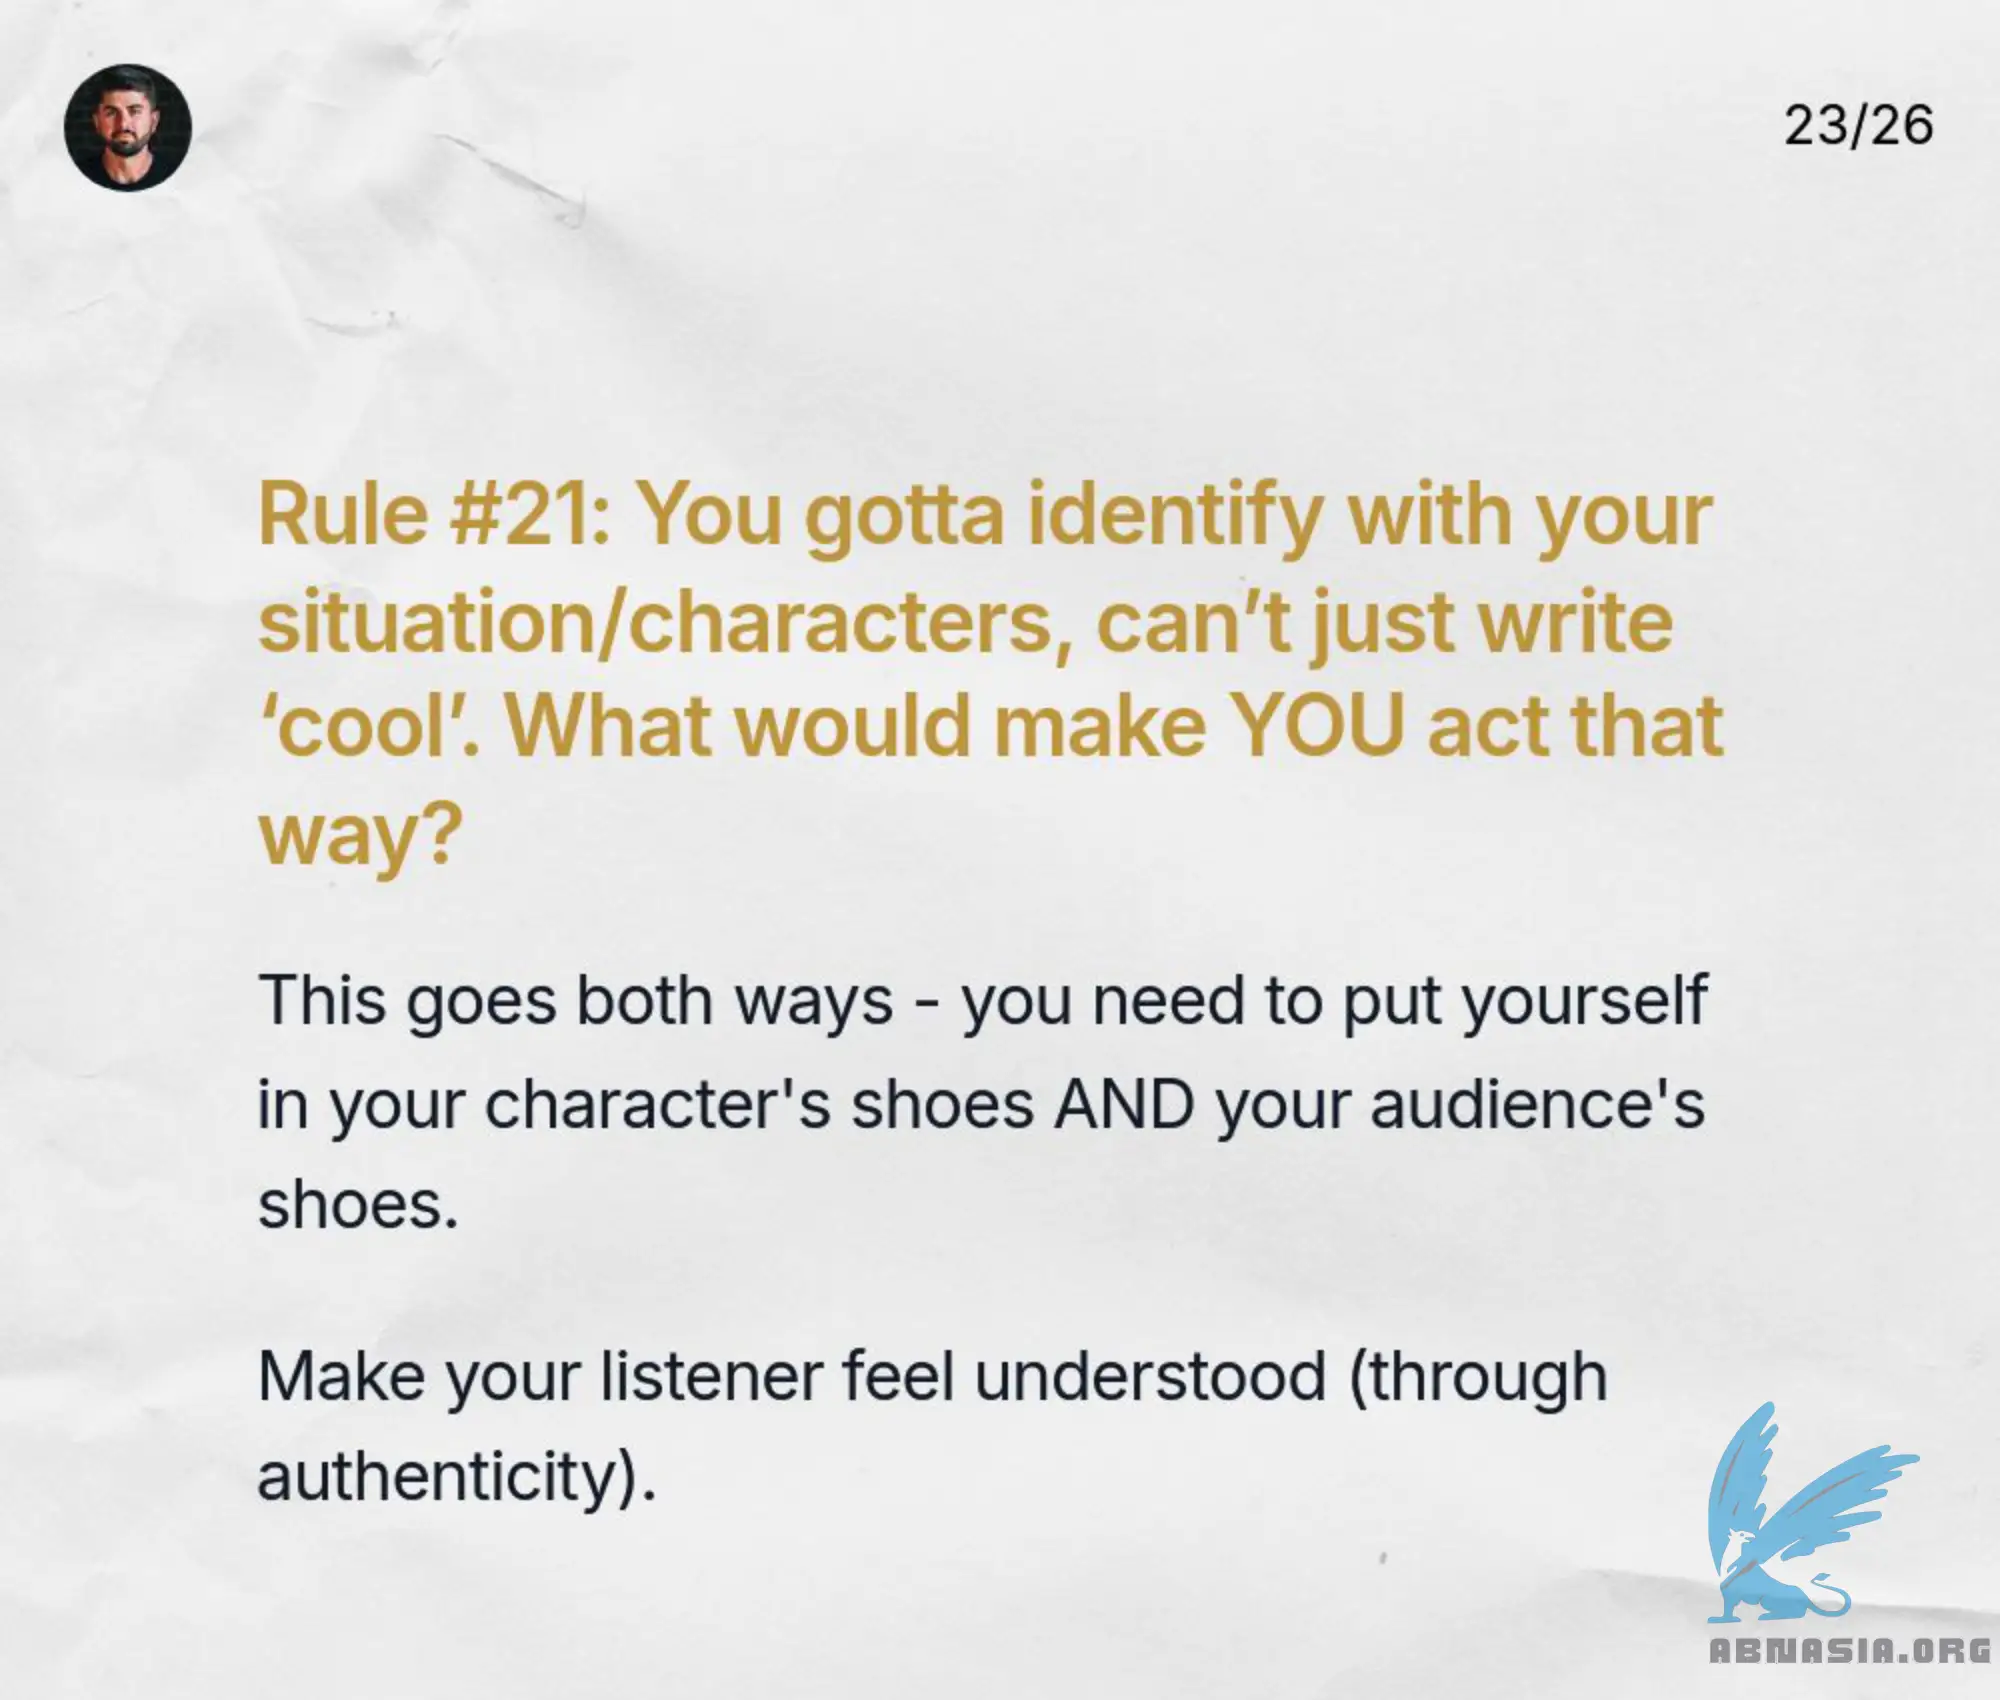 23/26
Rule #21: You gotta identify with your
situation/characters, can’t just write
‘cool’. What would make YOU act that
way?
This goes both ways - you need to put yourself
in your character's shoes AND your audience's
shoes.
Make your listener feel understood (through
authenticity).
ABNASIA.ORG